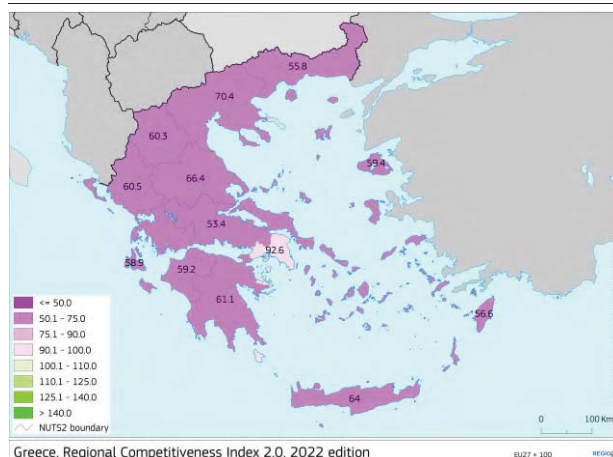 55.8
70.4
60.3
59.4
60.5
66.4
53.4
92.6
58.9
59.2
61.1
56.6
64
<= 50.0
50.1 - 75.0
75.1 - 90.0
90.1 - 100.0
100.1 - 110.0
110.1 - 125.0
125.1 - 140.0
> 140.0
NUTS2 boundary
0 100 Km
Greece, Regional Competitiveness Index 2.0, 2022 edition
EU27 = 100